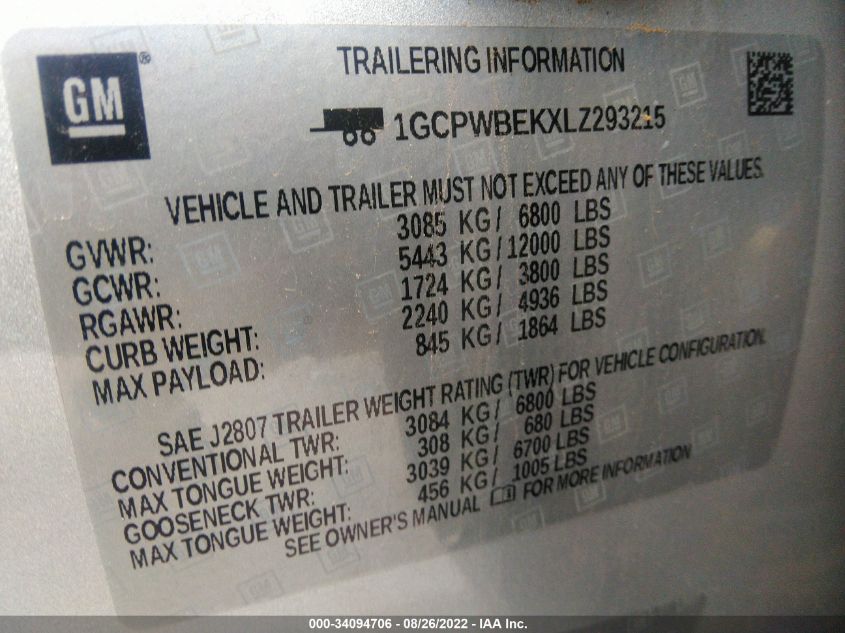 GM ®
TRAILERING INFORMATION
1GCPWBEKXLZ293215
VEHICLE AND TRAILER MUST NOT EXCEED ANY OF THESE VALUES.
GVWR: 3085 KG/ 6800 LBS
GCWR: 5443 KG/ 12000 LBS
RGAWR: 1724 KG/ 3800 LBS
CURB WEIGHT: 2240 KG/ 4936 LBS
MAX PAYLOAD: 845 KG/ 1864 LBS
SAE J2807 TRAILER WEIGHT RATING (TWR) FOR VEHICLE CONFIGURATION.
CONVENTIONAL TWR: 3084 KG/ 6800 LBS
MAX TONGUE WEIGHT: 308 KG/ 680 LBS
GOOSENECK TWR: 3039 KG/ 6700 LBS
MAX TONGUE WEIGHT: 456 KG/ 1005 LBS
SEE OWNER'S MANUAL FOR MORE INFORMATION
000-34094706 - 08/26/2022 - IAA Inc.